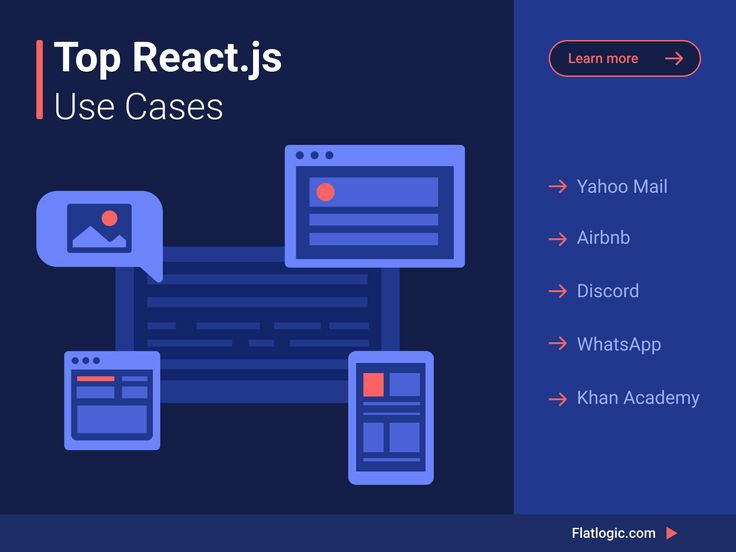 Top React.js
Use Cases
Learn more
Yahoo Mail
Airbnb
Discord
WhatsApp
Khan Academy
Flatlogic.com